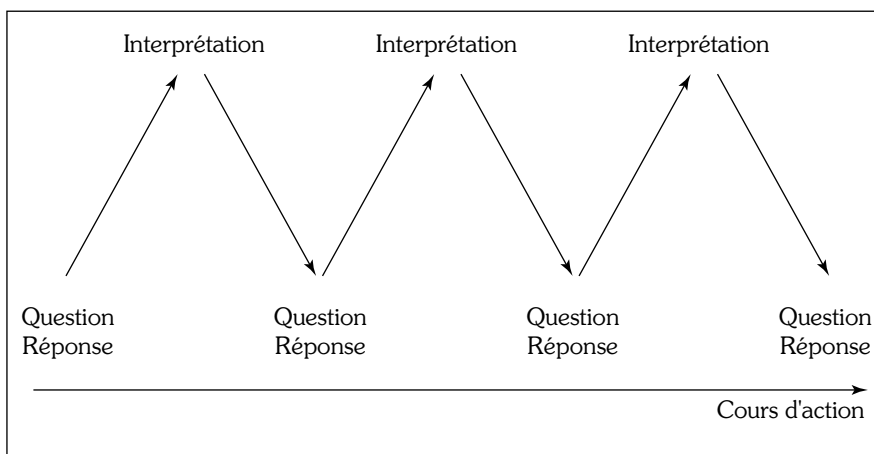 Interprétation Interprétation Interprétation
Question Question Question Question
Réponse Réponse Réponse Réponse
Cours d'action